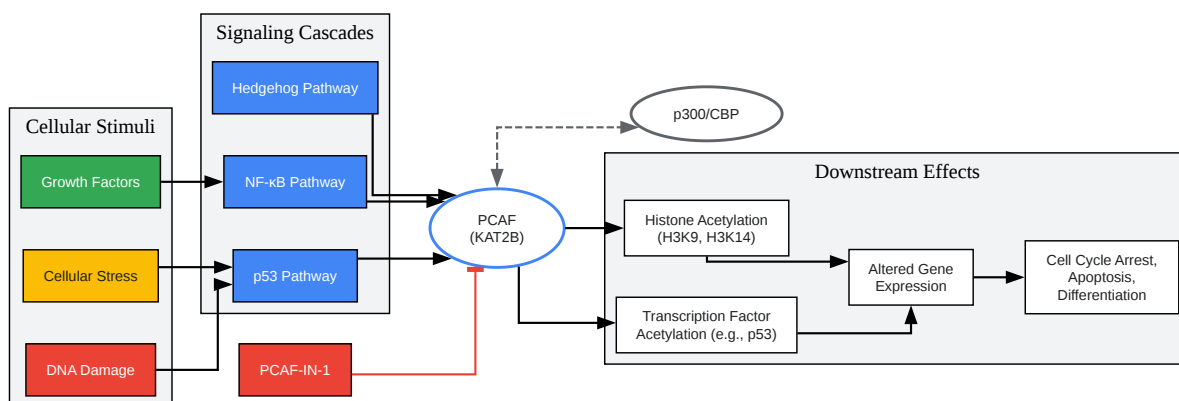 Cellular Stimuli
Growth Factors
Cellular Stress
DNA Damage
Signaling Cascades
Hedgehog Pathway
NF-κB Pathway
p53 Pathway
PCAF-IN-1
PCAF
(KAT2B)
p300/CBP
Downstream Effects
Histone Acetylation
(H3K9, H3K14)
Transcription Factor
Acetylation (e.g., p53)
Altered Gene
Expression
Cell Cycle Arrest,
Apoptosis,
Differentiation